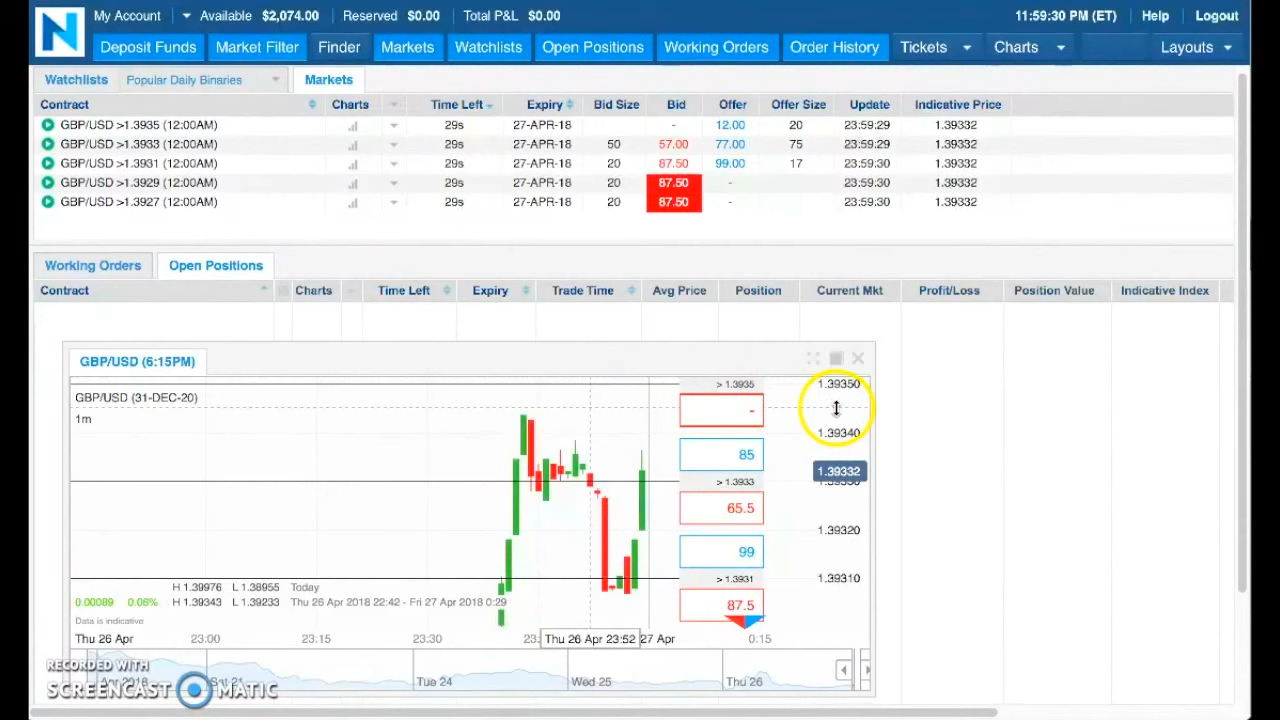 My Account Available $2,074.00 Reserved $0.00 Total P&L $0.00 11:59:30 PM (ET) Help Logout
N
Deposit Funds Market Filter Finder Markets Watchlists Open Positions Working Orders Order History Tickets Charts Layouts
Watchlists Popular Daily Binaries Markets
Contract Charts Time Left Expiry Bid Size Bid Offer Offer Size Update Indicative Price
GBP/USD >1.3935 (12:00AM) 29s 27-APR-18 - 12.00 20 23:59:29 1.39332
GBP/USD >1.3933 (12:00AM) 29s 27-APR-18 50 57.00 77.00 75 23:59:29 1.39332
GBP/USD >1.3931 (12:00AM) 29s 27-APR-18 20 87.50 99.00 17 23:59:30 1.39332
GBP/USD >1.3929 (12:00AM) 29s 27-APR-18 20 87.50 - 23:59:30 1.39332
GBP/USD >1.3927 (12:00AM) 29s 27-APR-18 20 87.50 - 23:59:30 1.39332
Working Orders Open Positions
Contract Charts Time Left Expiry Trade Time Avg Price Position Current Mkt Profit/Loss Position Value Indicative Index
GBP/USD (6:15PM)
> 1.3935 1.39350
GBP/USD (31-DEC-20)
-
1m 1.39340
85
1.39332
> 1.3933
65.5
1.39320
99
> 1.3931 1.39310
H 1.39976 L 1.38955 Today
0.00089 0.06% H 1.39343 L 1.39233 Thu 26 Apr 2018 22:42 - Fri 27 Apr 2018 0:29 87.5
Data is indicative
Thu 26 Apr 23:00 23:15 23:30 Thu 26 Apr 23:52 27 Apr 0:15
RECORDED WITH
SCREENCAST MATIC
Tue 24 Wed 25 Thu 26